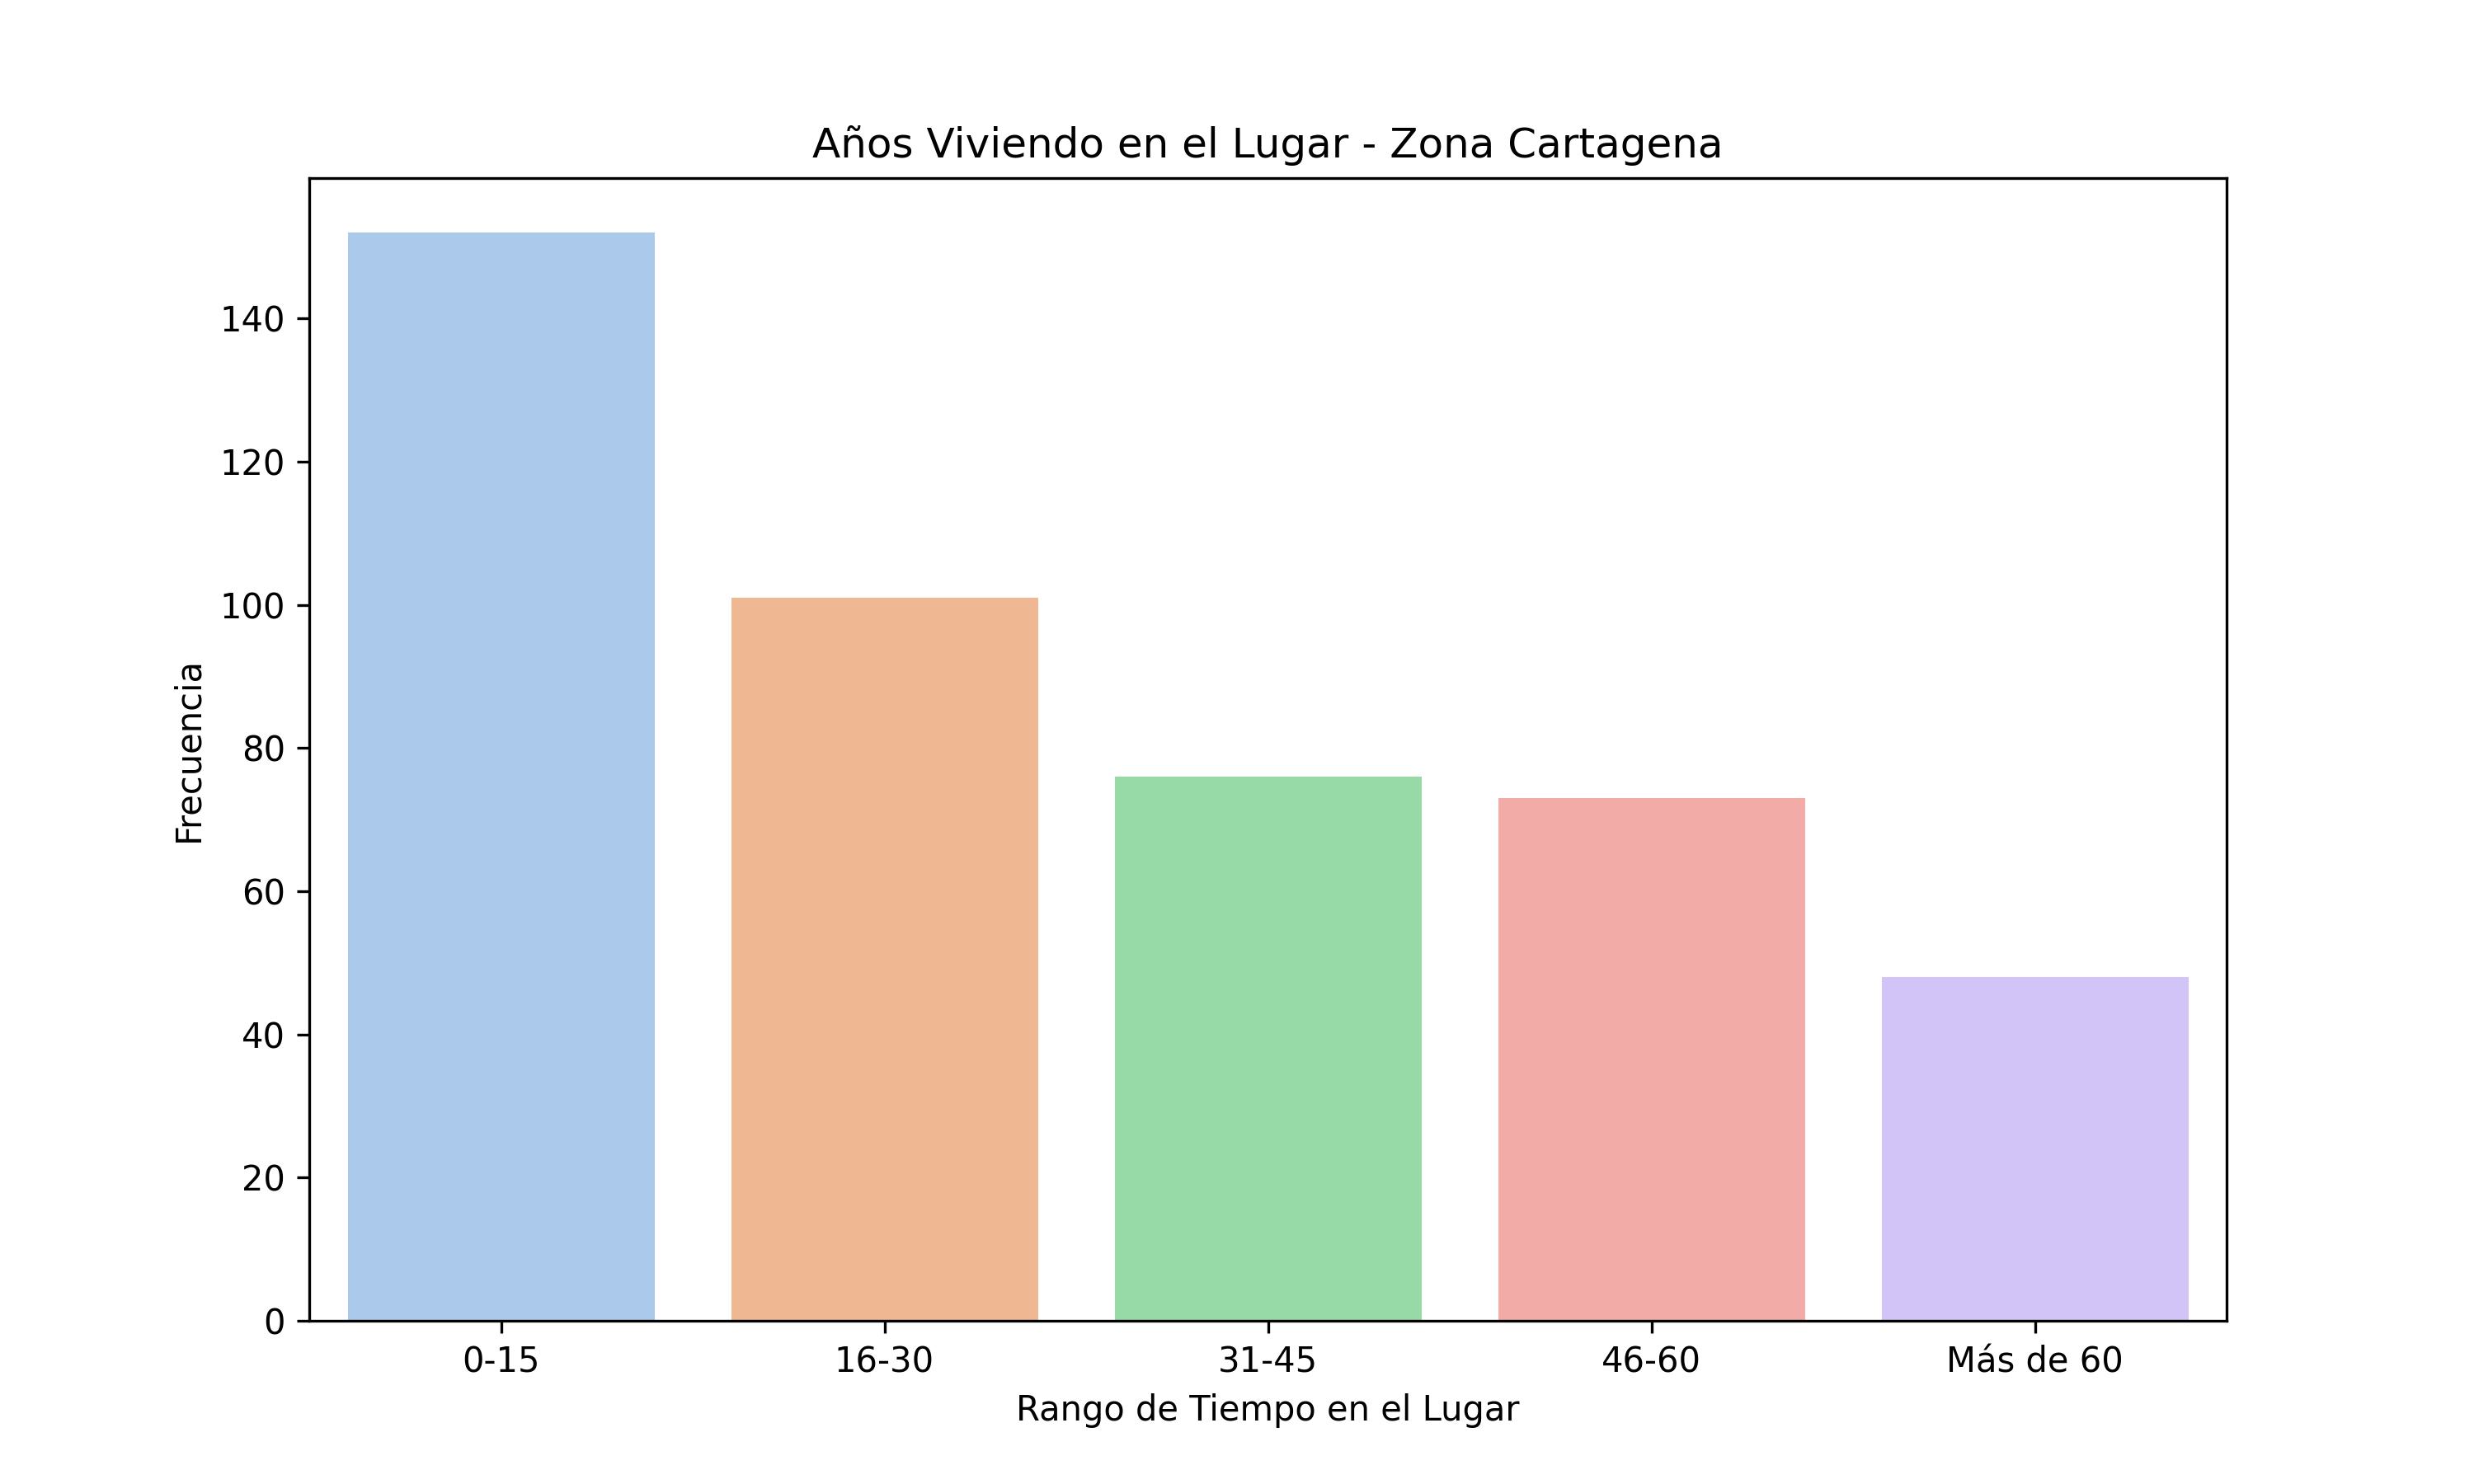 Años Viviendo en el Lugar - Zona Cartagena
Frecuencia
140
120
100
80
60
40
20
0
0-15 16-30 31-45 46-60 Más de 60
Rango de Tiempo en el Lugar